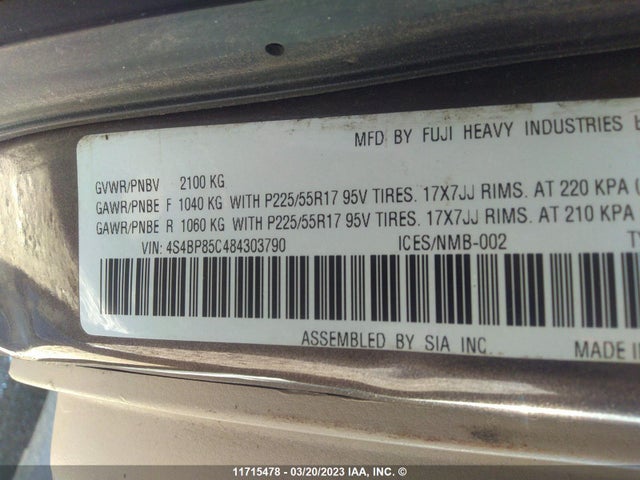 MFD BY FUJI HEAVY INDUSTRIES
GVWR/PNBV 2100 KG
GAWR/PNBE F 1040 KG WITH P225/55R17 95V TIRES. 17X7JJ RIMS. AT 220 KPA
GAWR/PNBE R 1060 KG WITH P225/55R17 95V TIRES. 17X7JJ RIMS. AT 210 KPA
VIN: 4S4BP85C484303790 ICES/NMB-002
ASSEMBLED BY SIA INC. MADE IN
11715478 - 03/20/2023 IAA, INC. ©